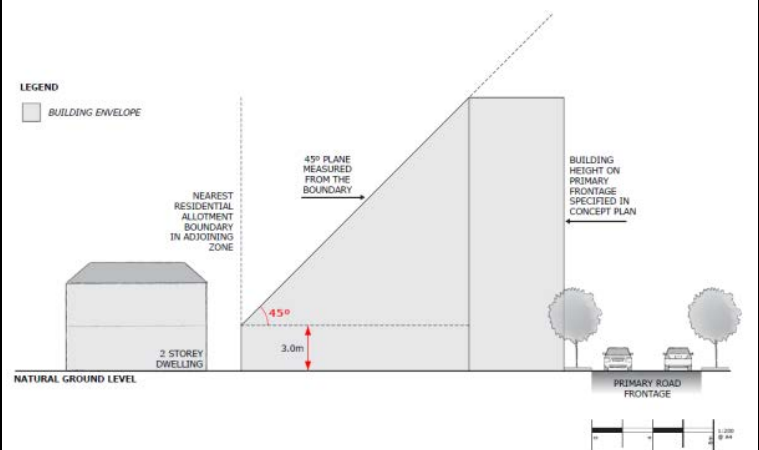 LEGEND
BUILDING ENVELOPE
45º PLANE
MEASURED
FROM THE
BOUNDARY
BUILDING
HEIGHT ON
PRIMARY
FRONTAGE
SPECIFIED IN
CONCEPT PLAN
NEAREST
RESIDENTIAL
ALLOTMENT
BOUNDARY
IN ADJOINING
ZONE
45º
3.0m
2 STOREY
DWELLING
NATURAL GROUND LEVEL
PRIMARY ROAD
FRONTAGE